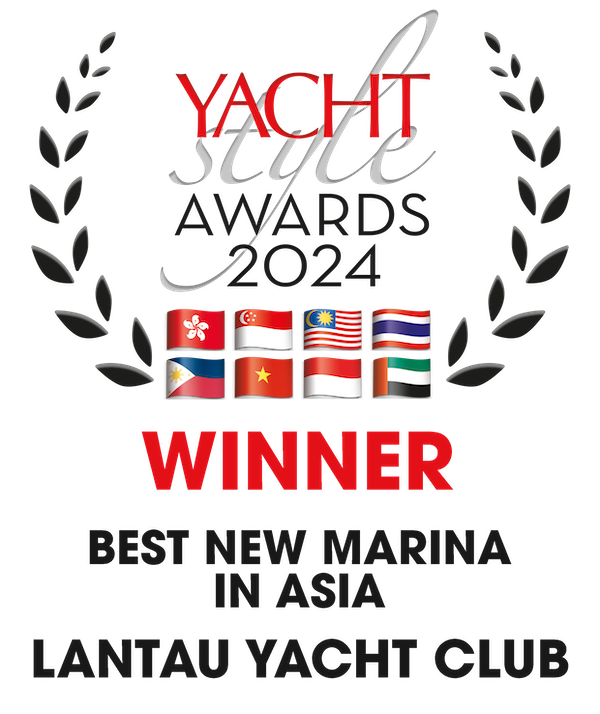 YACHT
style
AWARDS
2024
WINNER
BEST NEW MARINA
IN ASIA
LANTAU YACHT CLUB